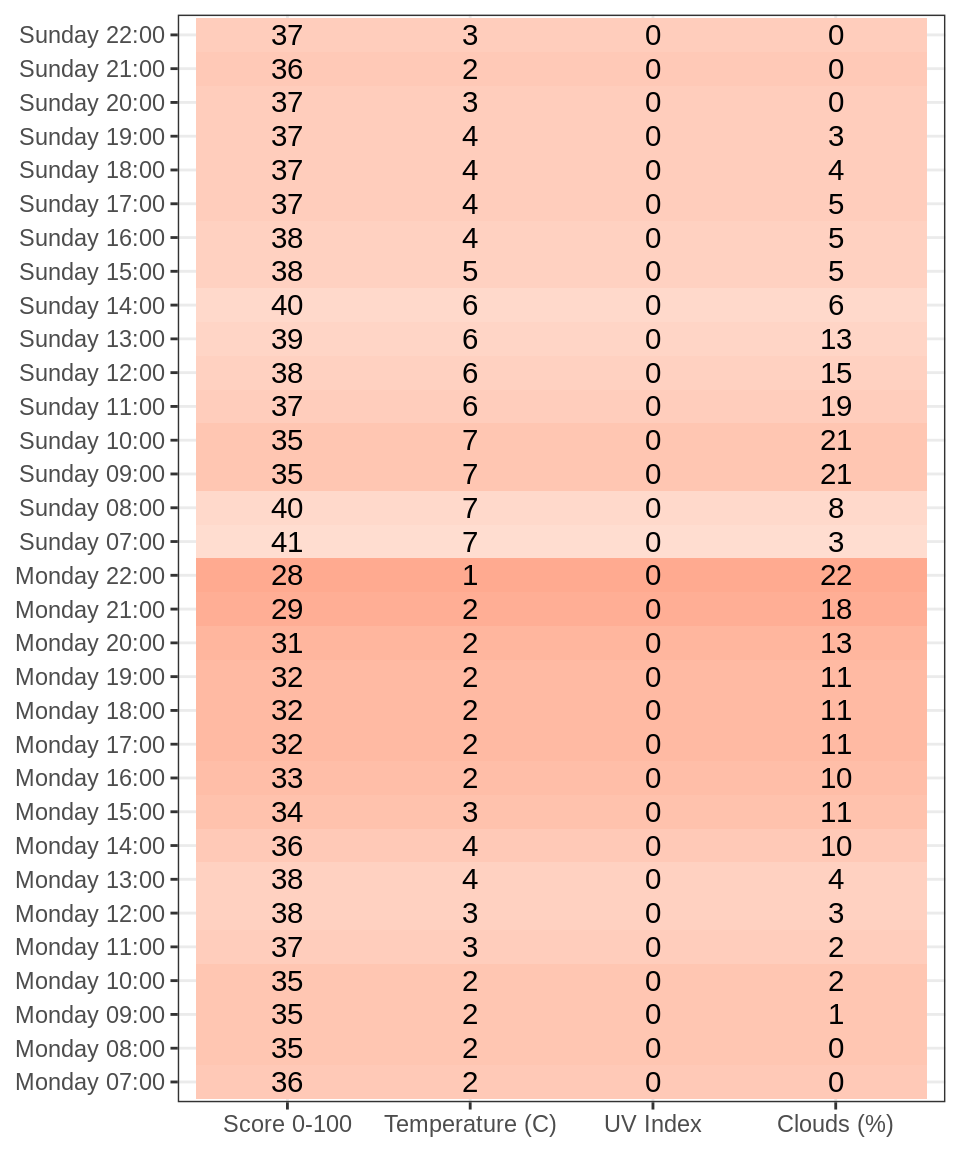 Sunday 22:00 37 3 0 0
Sunday 21:00 36 2 0 0
Sunday 20:00 37 3 0 0
Sunday 19:00 37 4 0 3
Sunday 18:00 37 4 0 4
Sunday 17:00 37 4 0 5
Sunday 16:00 38 4 0 5
Sunday 15:00 38 5 0 5
Sunday 14:00 40 6 0 6
Sunday 13:00 39 6 0 13
Sunday 12:00 38 6 0 15
Sunday 11:00 37 6 0 19
Sunday 10:00 35 7 0 21
Sunday 09:00 35 7 0 21
Sunday 08:00 40 7 0 8
Sunday 07:00 41 7 0 3
Monday 22:00 28 1 0 22
Monday 21:00 29 2 0 18
Monday 20:00 31 2 0 13
Monday 19:00 32 2 0 11
Monday 18:00 32 2 0 11
Monday 17:00 32 2 0 11
Monday 16:00 33 2 0 10
Monday 15:00 34 3 0 11
Monday 14:00 36 4 0 10
Monday 13:00 38 4 0 4
Monday 12:00 38 3 0 3
Monday 11:00 37 3 0 2
Monday 10:00 35 2 0 2
Monday 09:00 35 2 0 1
Monday 08:00 35 2 0 0
Monday 07:00 36 2 0 0
Score 0-100 Temperature (C) UV Index Clouds (%)